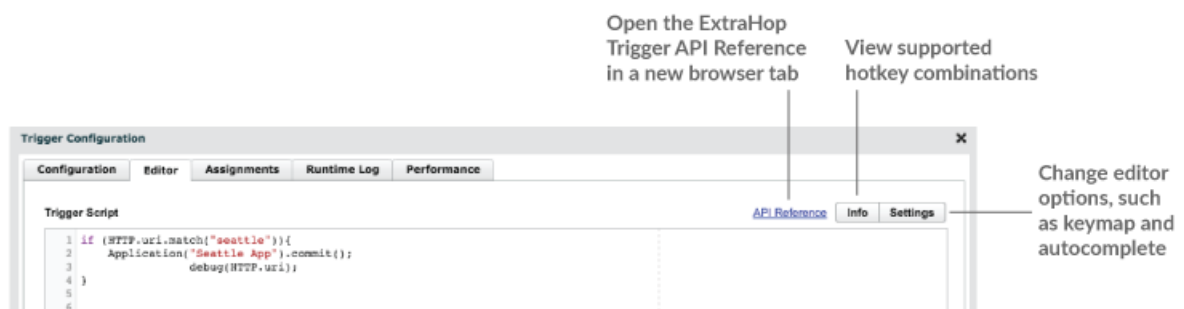 Open the ExtraHop
Trigger API Reference
in a new browser tab
View supported
hotkey combinations
Trigger Configuration
Configuration Editor Assignments Runtime Log Performance
Change editor
options, such
as keymap and
autocomplete
Trigger Script
API Reference Info Settings
1 if (HTTP.uri.match("seattle")){
2 Application("Seattle App").commit();
3 debug(HTTP.uri);
4 }
5
6